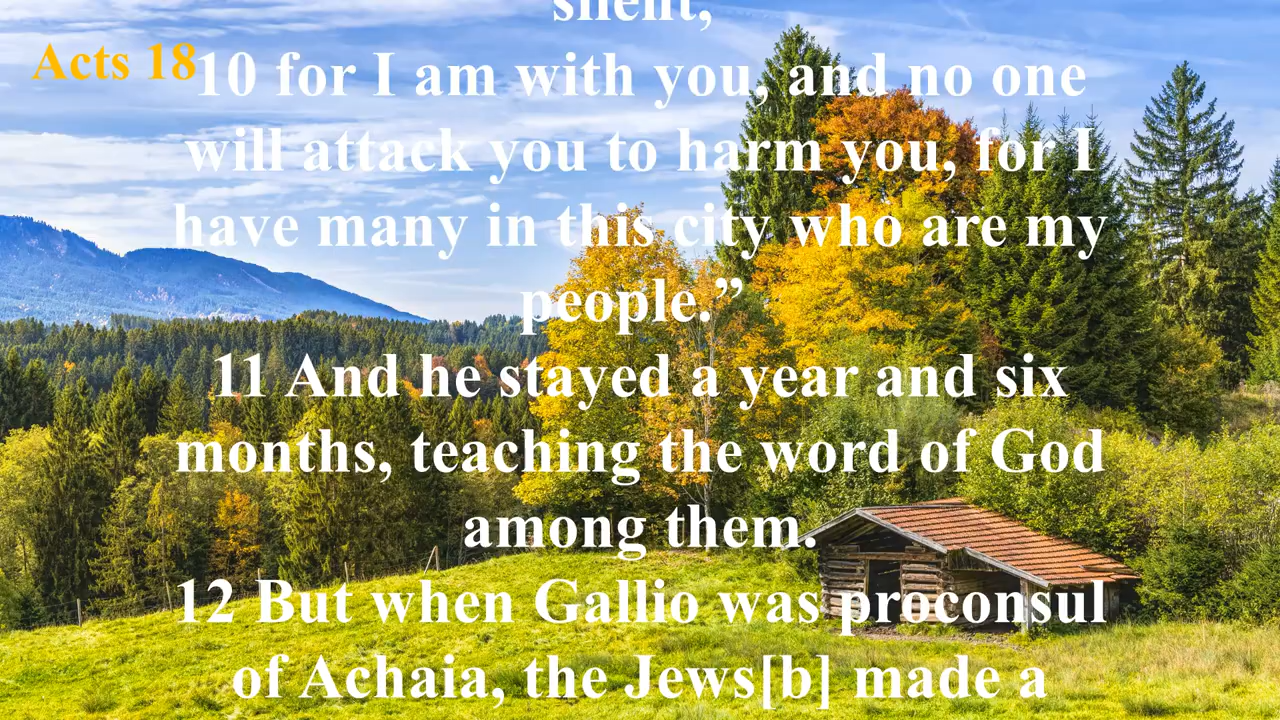 silent,
Acts 18
10 for I am with you, and no one
will attack you to harm you, for I
have many in this city who are my
people.”
11 And he stayed a year and six
months, teaching the word of God
among them.
12 But when Gallio was proconsul
of Achaia, the Jews[b] made a